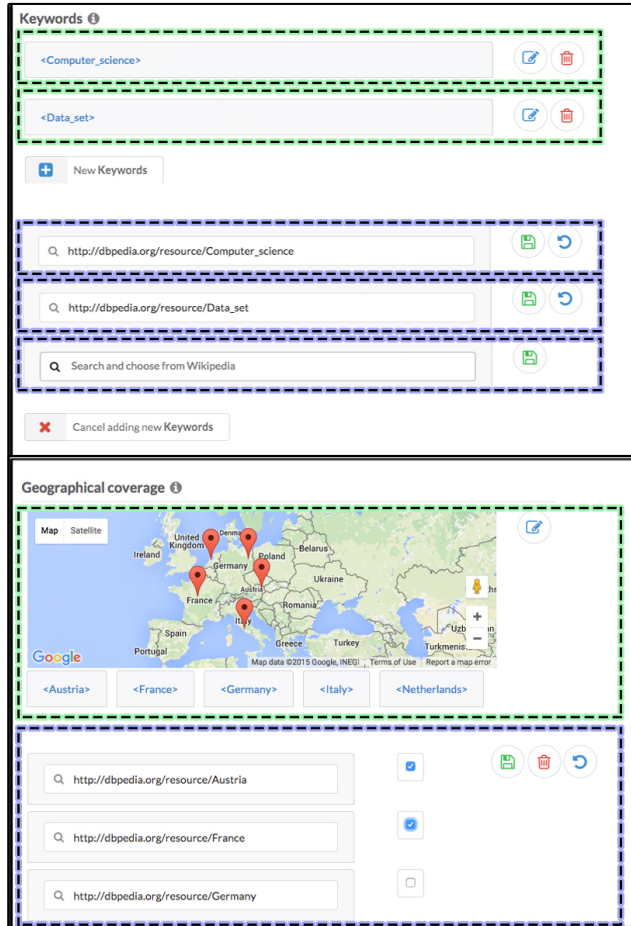 Keywords
<Computer_science>
<Data_set>
New Keywords
http://dbpedia.org/resource/Computer_science
http://dbpedia.org/resource/Data_set
Search and choose from Wikipedia
Cancel adding new Keywords
Geographical coverage
Map Satellite
United Kingdom
Ireland
Poland
Belarus
Germany
Ukraine
Austria
France
Romania
Italy
Spain
Portugal
Greece
Turkey
Google
Map data ©2015 Google, INEGI Terms of Use Report a map error
<Austria> <France> <Germany> <Italy> <Netherlands>
http://dbpedia.org/resource/Austria
http://dbpedia.org/resource/France
http://dbpedia.org/resource/Germany